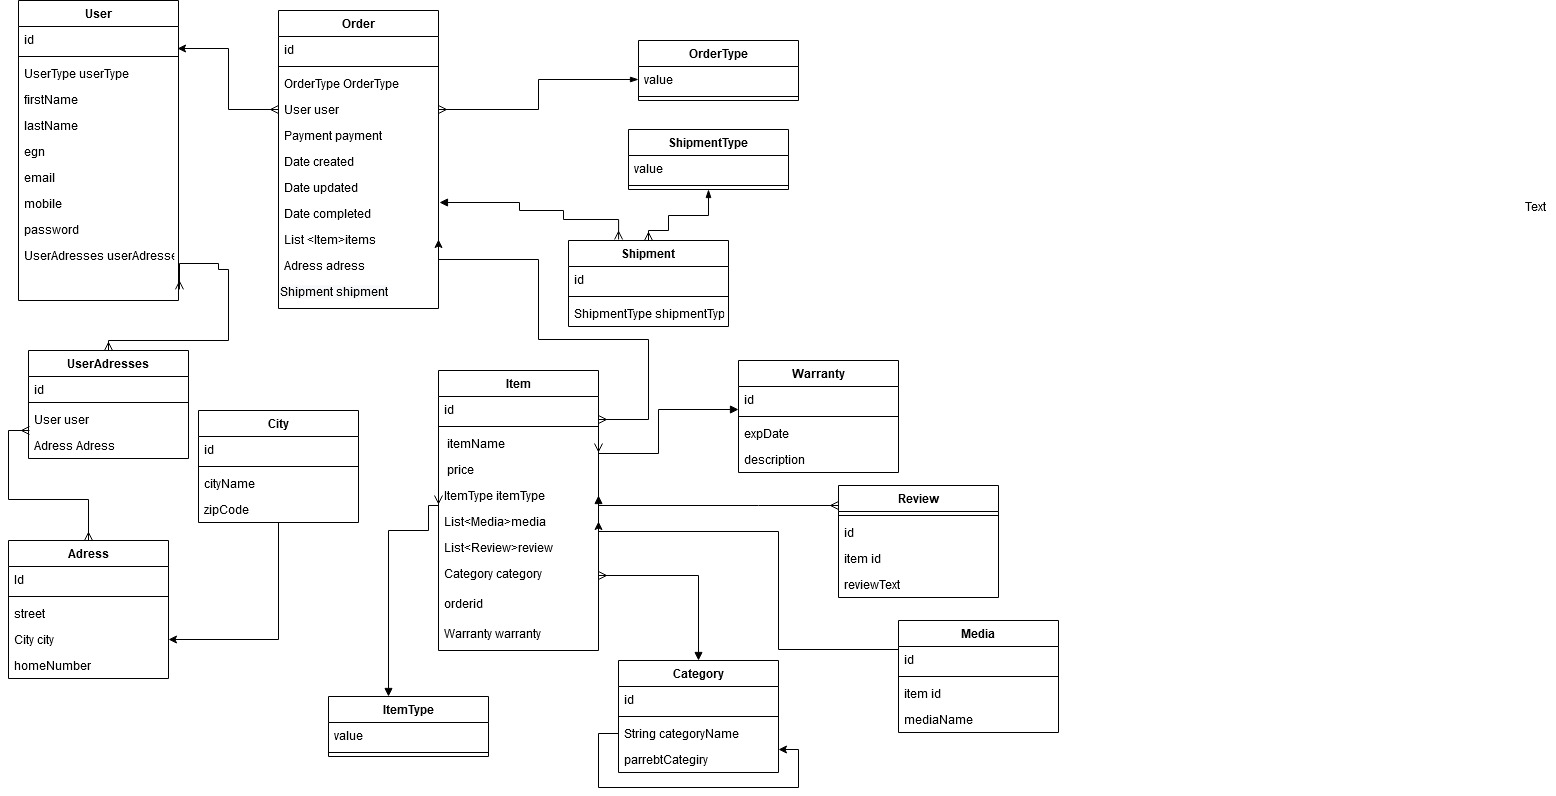 User
id
UserType userType
firstName
lastName
egn
email
mobile
password
UserAdresses userAdresse
Order
id
OrderType OrderType
User user
Payment payment
Date created
Date updated
Date completed
List <Item>items
Adress adress
Shipment shipment
OrderType
value
ShipmentType
value
Text
Shipment
id
ShipmentType shipmentTyp
UserAdresses
id
User user
Adress Adress
City
id
cityName
zipCode
Item
id
itemName
price
ItemType itemType
List<Media>media
List<Review>review
Category category
orderid
Warranty warranty
Warranty
id
expDate
description
Review
id
item id
reviewText
Adress
Id
street
City city
homeNumber
Media
id
item id
mediaName
Category
id
String categoryName
parrebtCategiry
ItemType
value